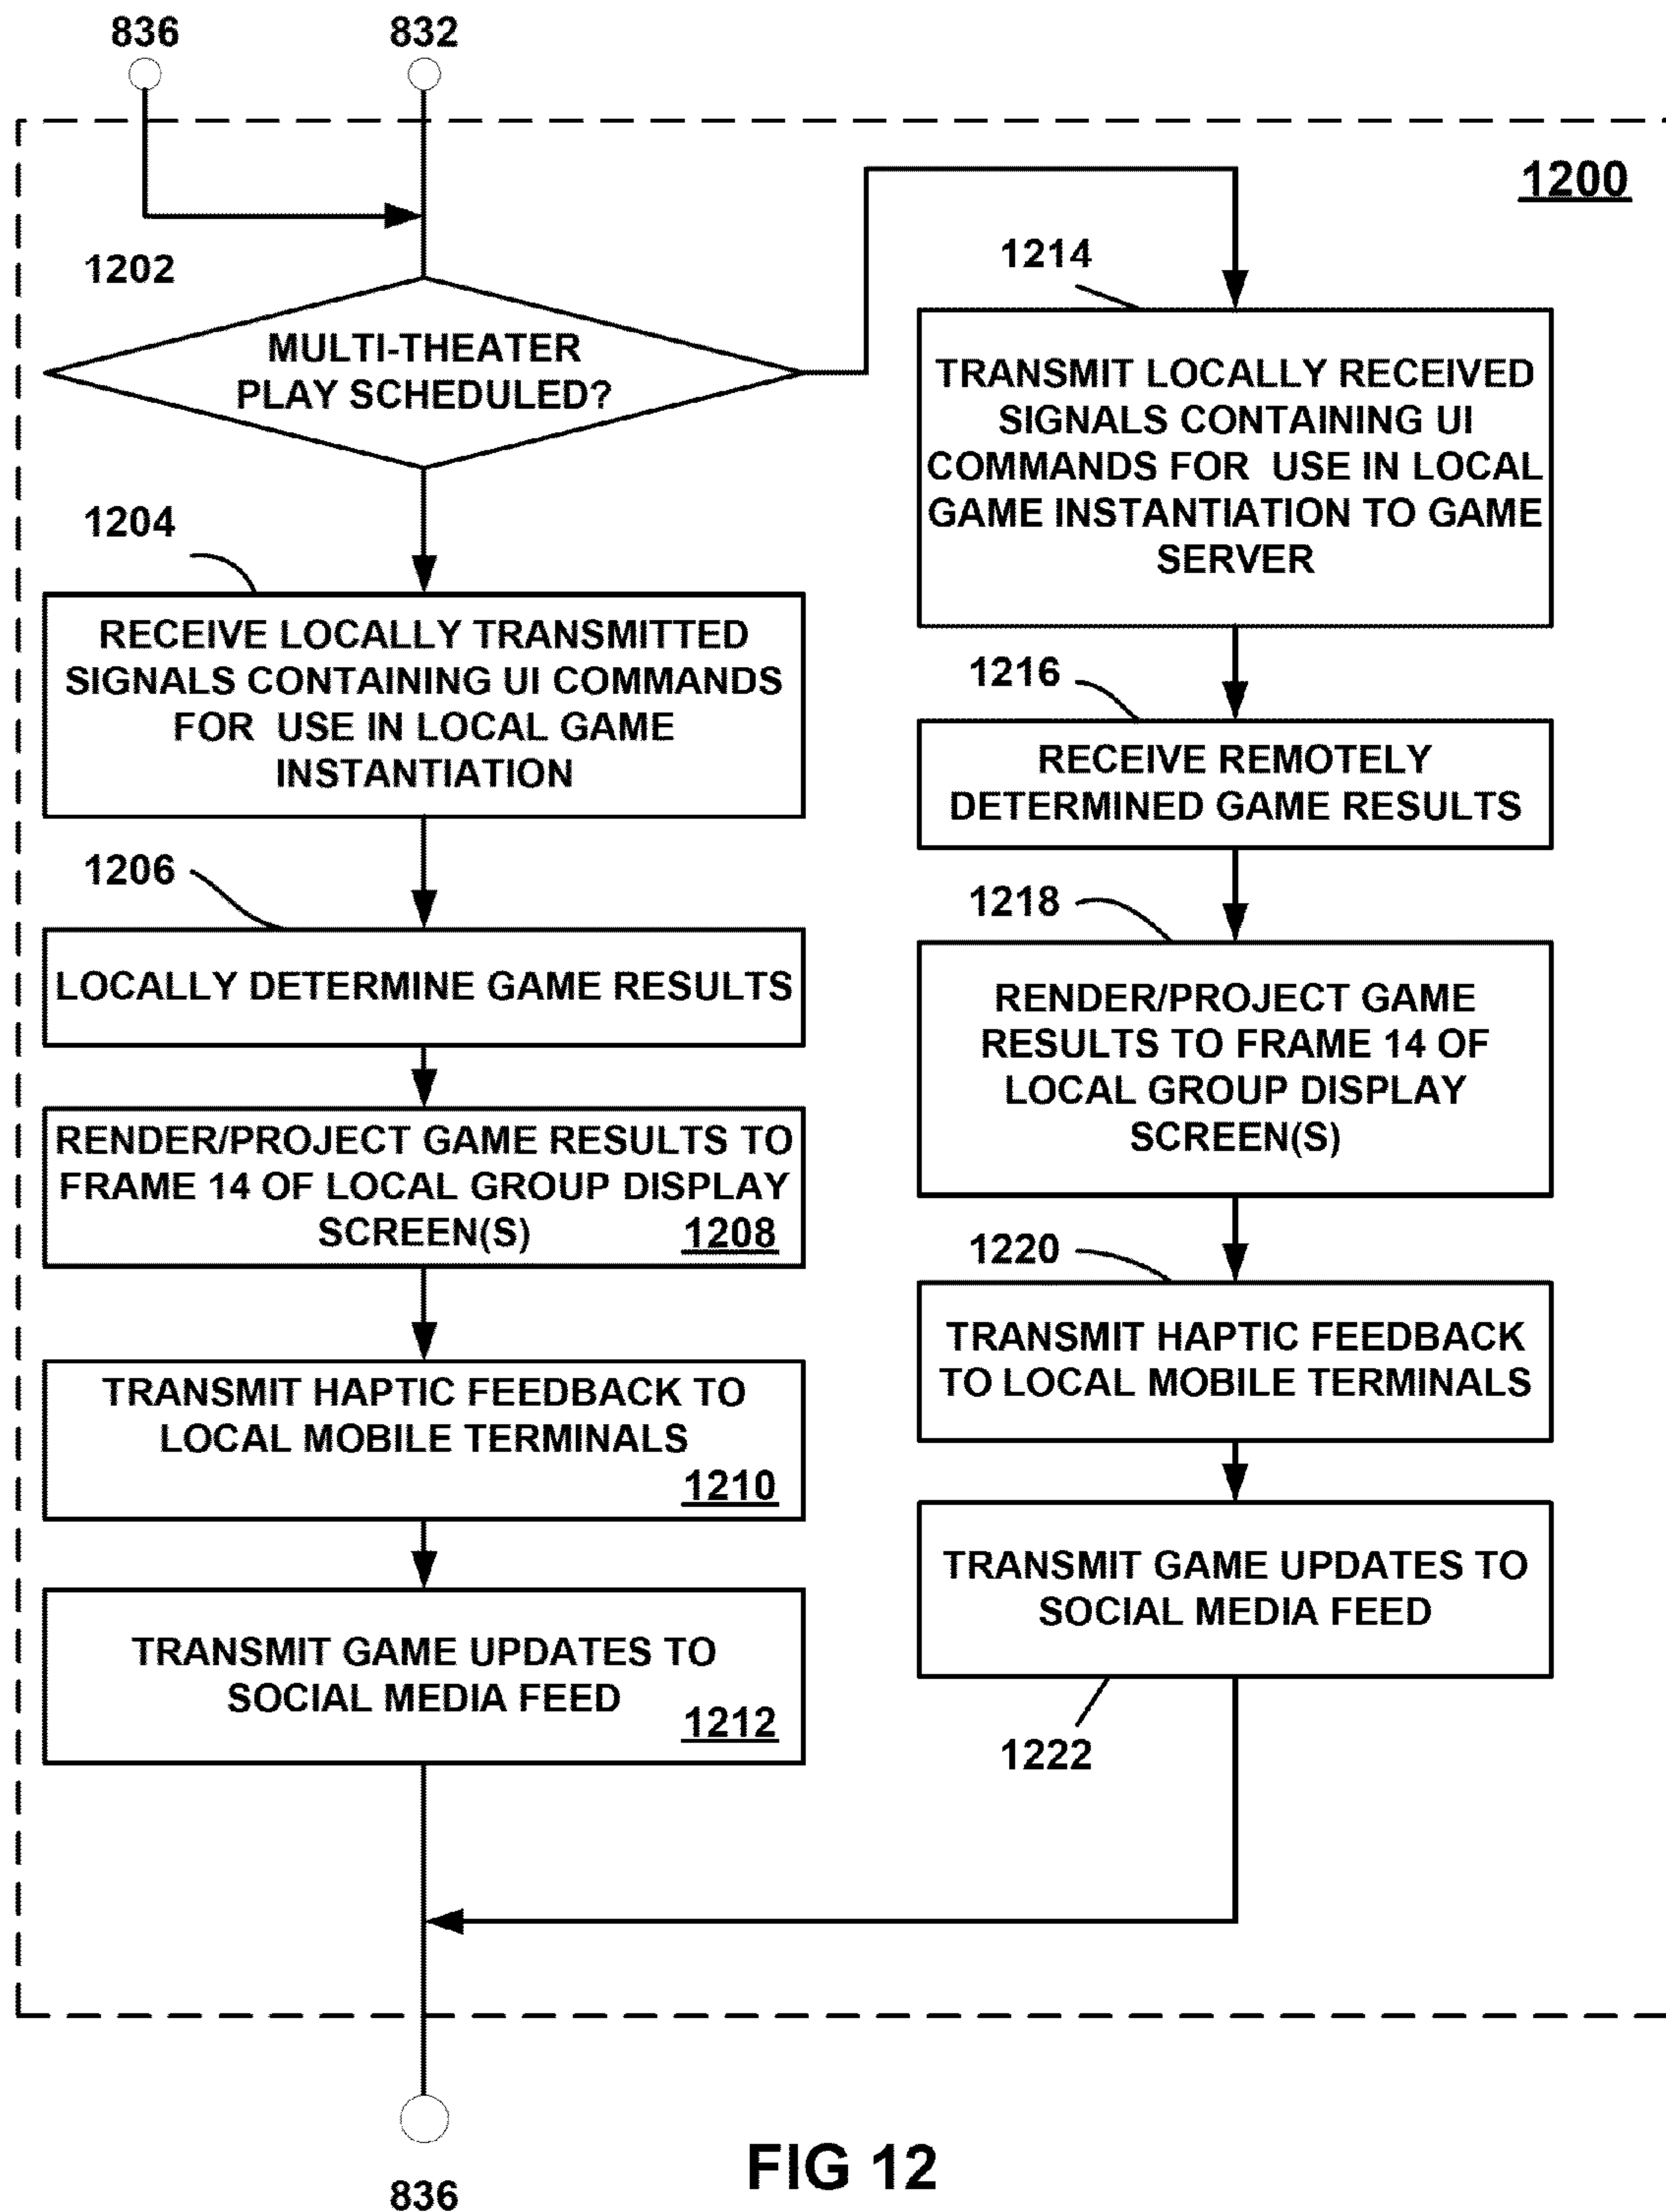 836
832
1200
1202
MULTI-THEATER
PLAY SCHEDULED?
1204
RECEIVE LOCALLY TRANSMITTED
SIGNALS CONTAINING UI COMMANDS
FOR USE IN LOCAL GAME
INSTANTIATION
1206
LOCALLY DETERMINE GAME RESULTS
RENDER/PROJECT GAME RESULTS TO
FRAME 14 OF LOCAL GROUP DISPLAY
SCREEN(S)
1208
TRANSMIT HAPTIC FEEDBACK TO
LOCAL MOBILE TERMINALS
1210
TRANSMIT GAME UPDATES TO
SOCIAL MEDIA FEED
1212
1214
TRANSMIT LOCALLY RECEIVED
SIGNALS CONTAINING UI
COMMANDS FOR USE IN LOCAL
GAME INSTANTIATION TO GAME
SERVER
1216
RECEIVE REMOTELY
DETERMINED GAME RESULTS
1218
RENDER/PROJECT GAME
RESULTS TO FRAME 14 OF
LOCAL GROUP DISPLAY
SCREEN(S)
1220
TRANSMIT HAPTIC FEEDBACK
TO LOCAL MOBILE TERMINALS
TRANSMIT GAME UPDATES TO
SOCIAL MEDIA FEED
1222
836
FIG 12